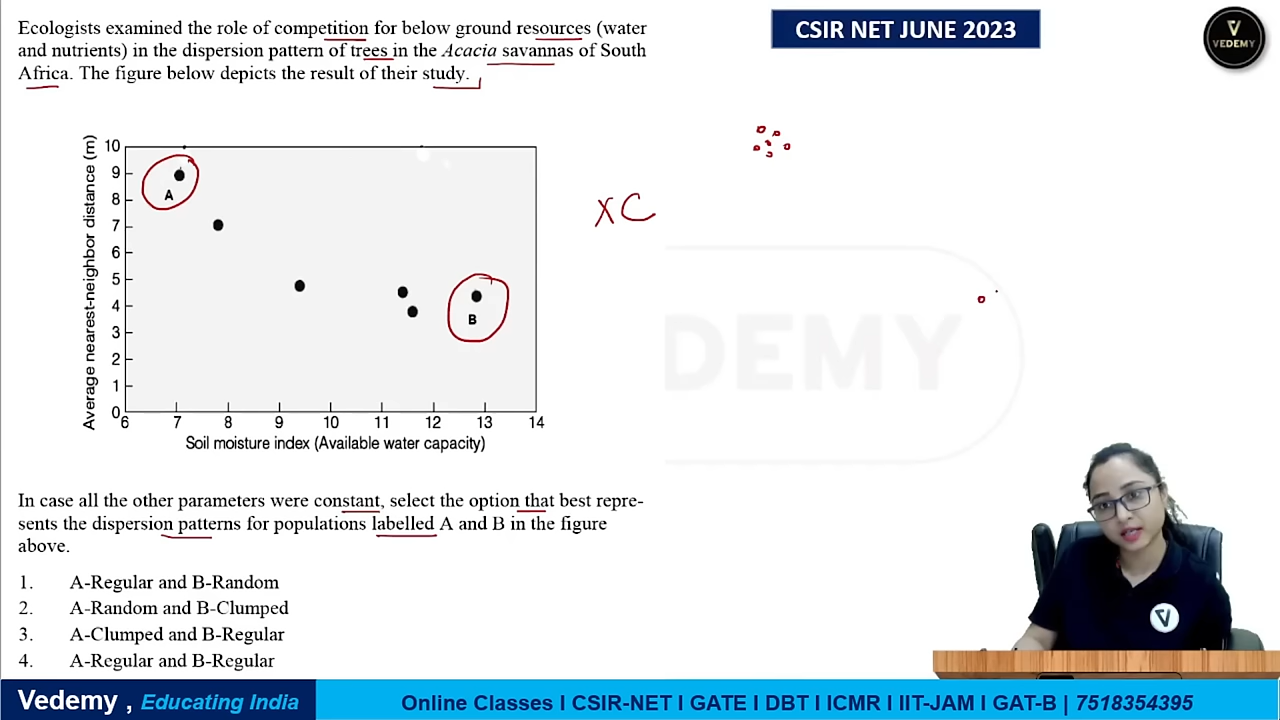 Ecologists examined the role of competition for below ground resources (water
and nutrients) in the dispersion pattern of trees in the Acacia savannas of South
Africa. The figure below depicts the result of their study.
CSIR NET JUNE 2023
V
VEDEMY
Average nearest-neighbor distance (m)
10
9
8
7
6
5
4
3
2
1
0
A
B
6 7 8 9 10 11 12 13 14
Soil moisture index (Available water capacity)
XC
DEMY
In case all the other parameters were constant, select the option that best repre-
sents the dispersion patterns for populations labelled A and B in the figure
above.
1. A-Regular and B-Random
2. A-Random and B-Clumped
3. A-Clumped and B-Regular
4. A-Regular and B-Regular
V
Vedemy , Educating India
Online Classes I CSIR-NET I GATE I DBT I ICMR I IIT-JAM I GAT-B | 7518354395